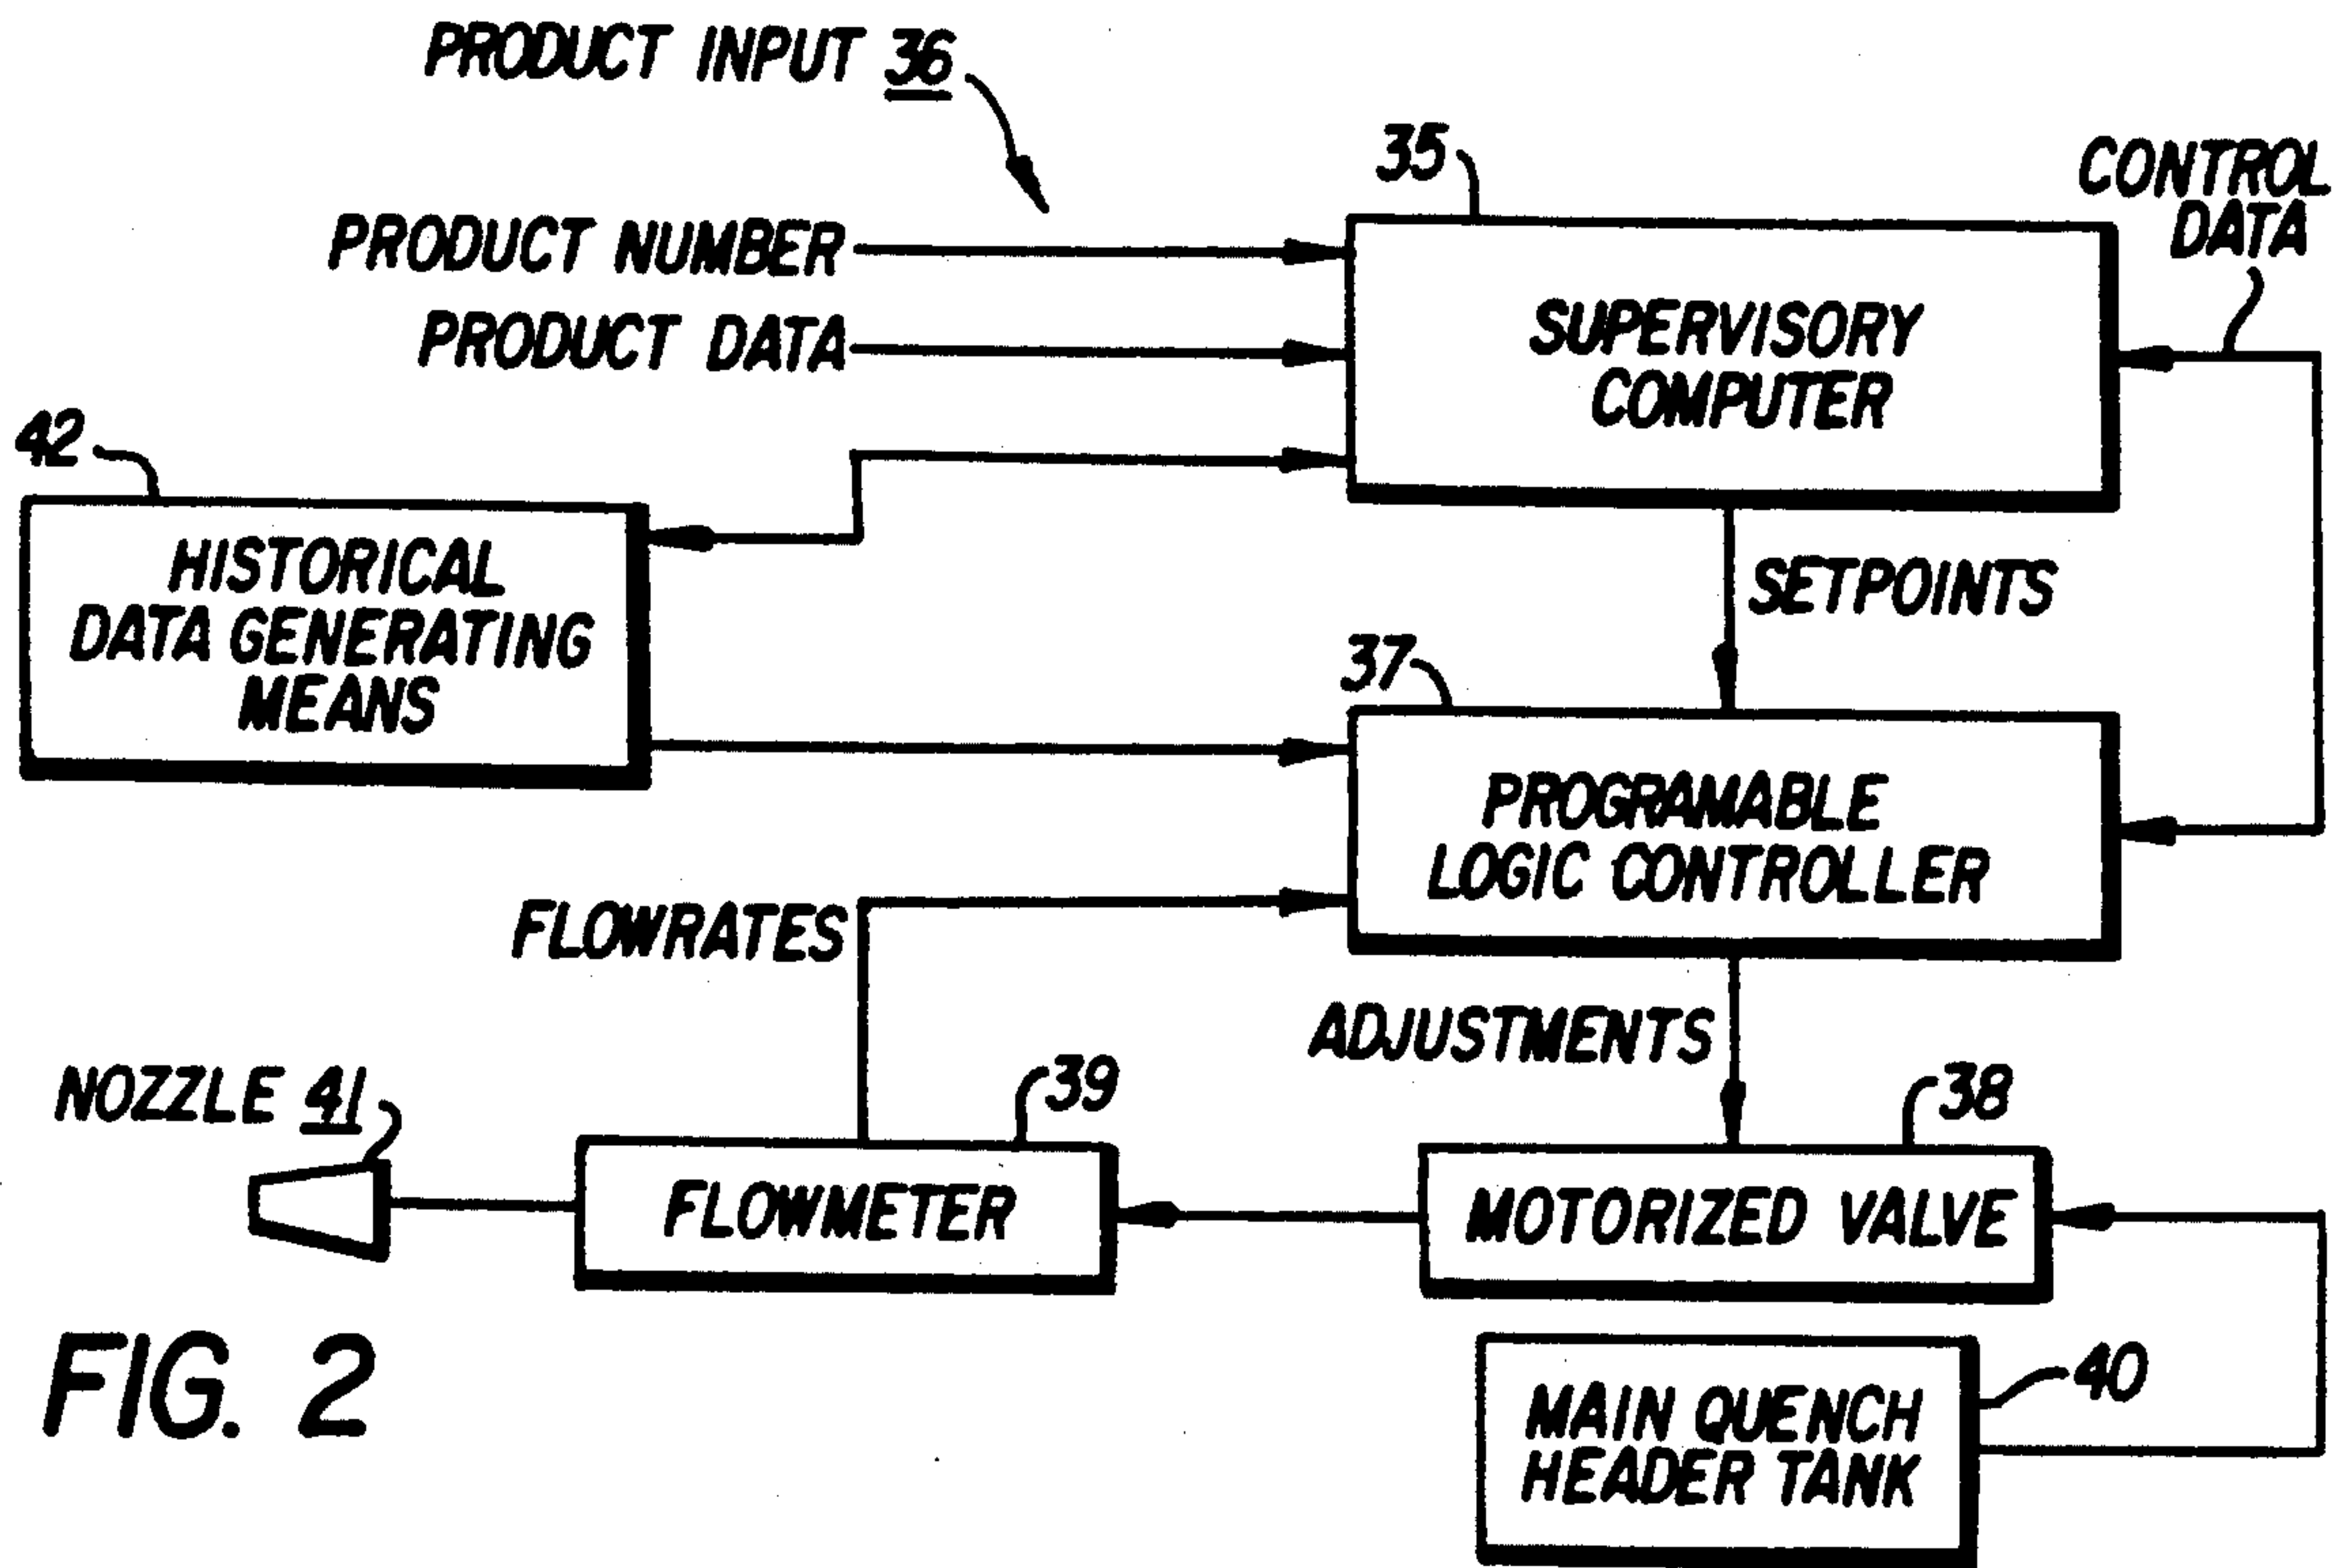 PRODUCT INPUT 36
35
CONTROL
DATA
PRODUCT NUMBER
PRODUCT DATA
SUPERVISORY
COMPUTER
42
HISTORICAL
DATA GENERATING
MEANS
SETPOINTS
37
PROGRAMABLE
LOGIC CONTROLLER
FLOWRATES
ADJUSTMENTS
NOZZLE 41
39
38
FLOWMETER
MOTORIZED VALVE
FIG. 2
40
MAIN QUENCH
HEADER TANK